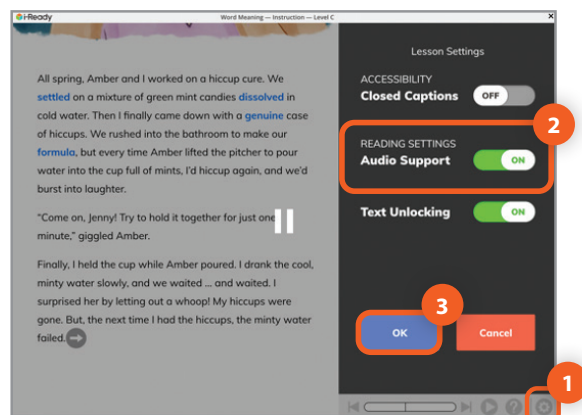 i-Ready
Word Meaning — Instruction — Level C
×
All spring, Amber and I worked on a hiccup cure. We
settled on a mixture of green mint candies dissolved in
cold water. Then I finally came down with a genuine case
of hiccups. We rushed into the bathroom to make our
formula, but every time Amber lifted the pitcher to pour
water into the cup full of mints, I'd hiccup again, and we'd
burst into laughter.
"Come on, Jenny! Try to hold it together for just one
minute," giggled Amber.
Finally, I held the cup while Amber poured. I drank the cool,
minty water slowly, and we waited ... and waited. I
surprised her by letting out a whoop! My hiccups were
gone. But, the next time I had the hiccups, the minty water
failed.
Lesson Settings
ACCESSIBILITY
Closed Captions OFF
2
READING SETTINGS
Audio Support ON
Text Unlocking ON
3
OK Cancel
1
?